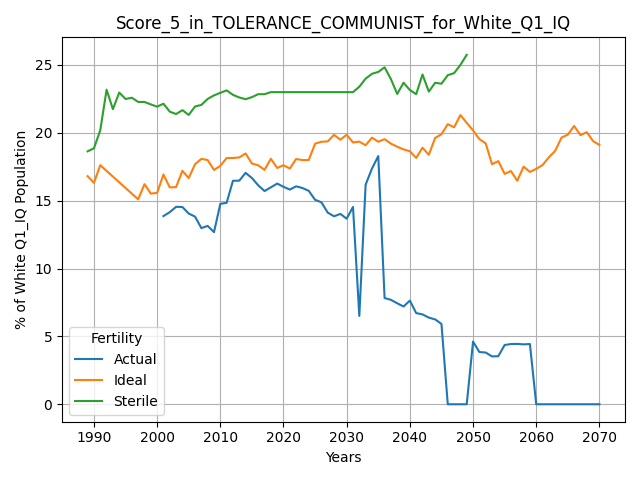 Score_5_in_TOLERANCE_COMMUNIST_for_White_Q1_IQ
% of White Q1_IQ Population
25
20
15
10
5
0
Fertility
Actual
Ideal
Sterile
1990 2000 2010 2020 2030 2040 2050 2060 2070
Years